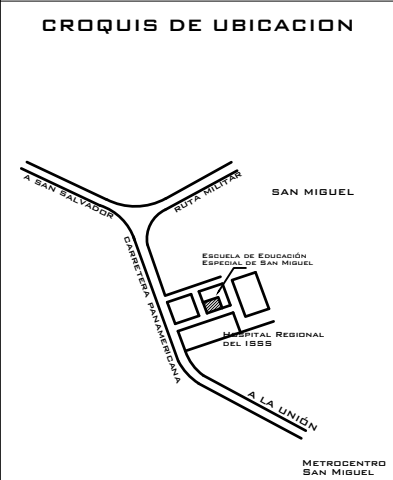 CROQUIS DE UBICACION
A SAN SALVADOR
RUTA MILITAR
SAN MIGUEL
CARRETERA PANAMERICANA
ESCUELA DE EDUCACIÓN
ESPECIAL DE SAN MIGUEL
HOSPITAL REGIONAL
DEL ISSS
A LA UNIÓN
METROCENTRO
SAN MIGUEL